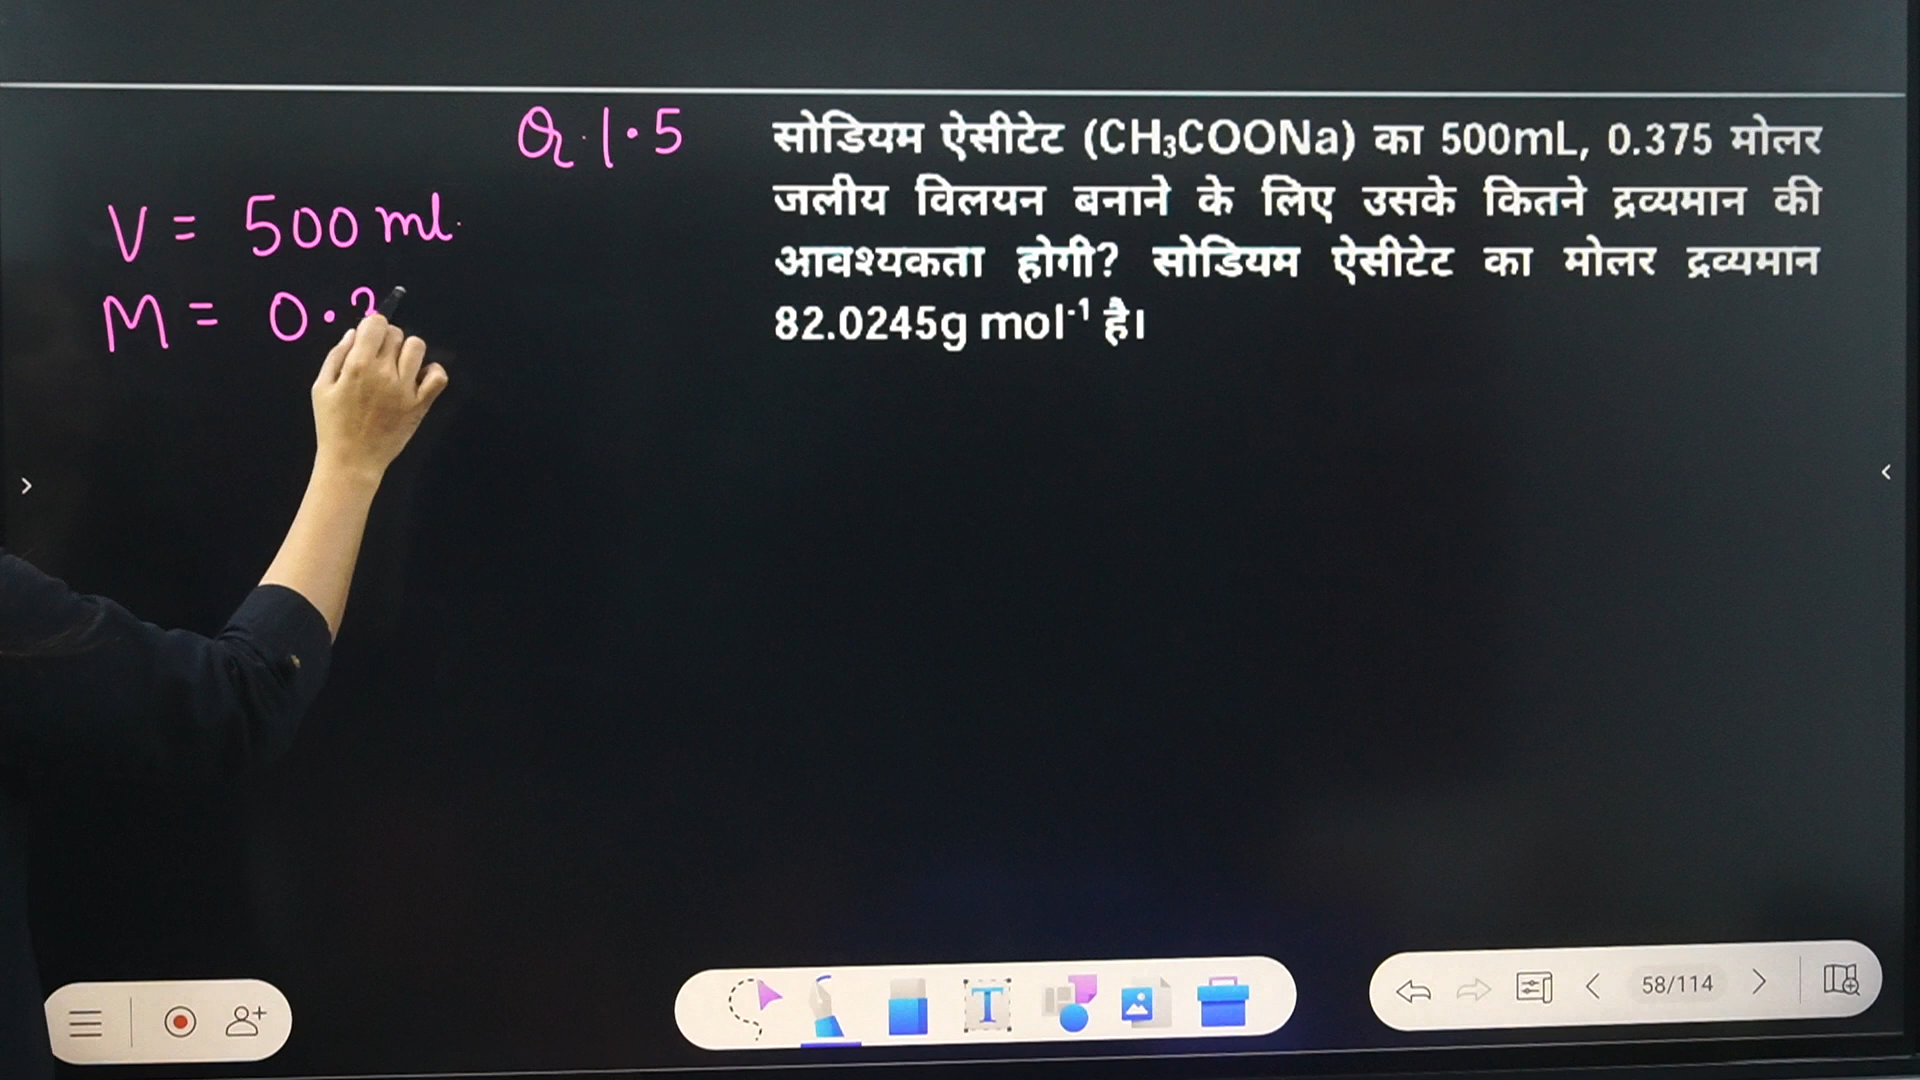 Q.1.5
V = 500 ml.
M = 0.3
सोडियम ऐसीटेट (CH₃COONa) का 500mL, 0.375 मोलर
जलीय विलयन बनाने के लिए उसके कितने द्रव्यमान की
आवश्यकता होगी? सोडियम ऐसीटेट का मोलर द्रव्यमान
82.0245g mol⁻¹ है।
T
58/114